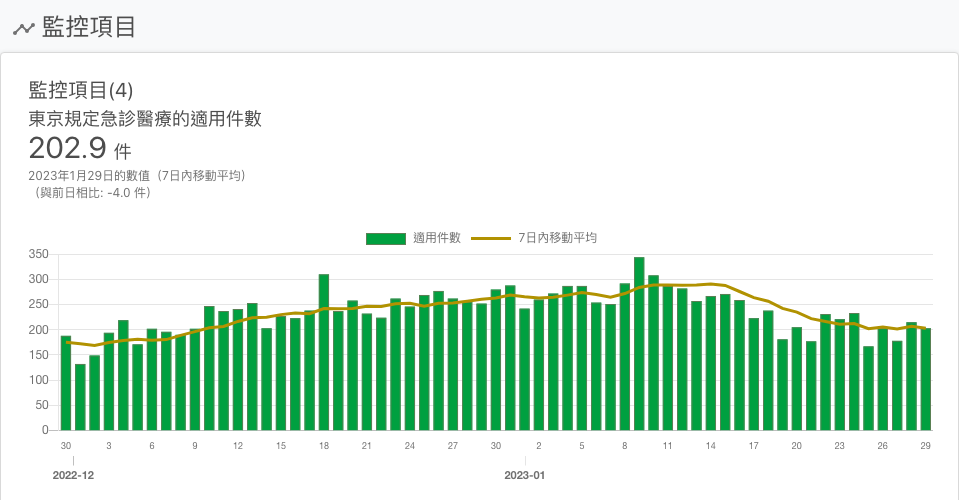 監控項目
監控項目(4)
東京規定急診醫療的適用件數
202.9 件
2023年1月29日的數值（7日內移動平均）
（與前日相比: -4.0 件）
適用件數 7日內移動平均
350
300
250
200
150
100
50
0
30 3 6 9 12 15 18 21 24 27 30 2 5 8 11 14 17 20 23 26 29
2022-12 2023-01